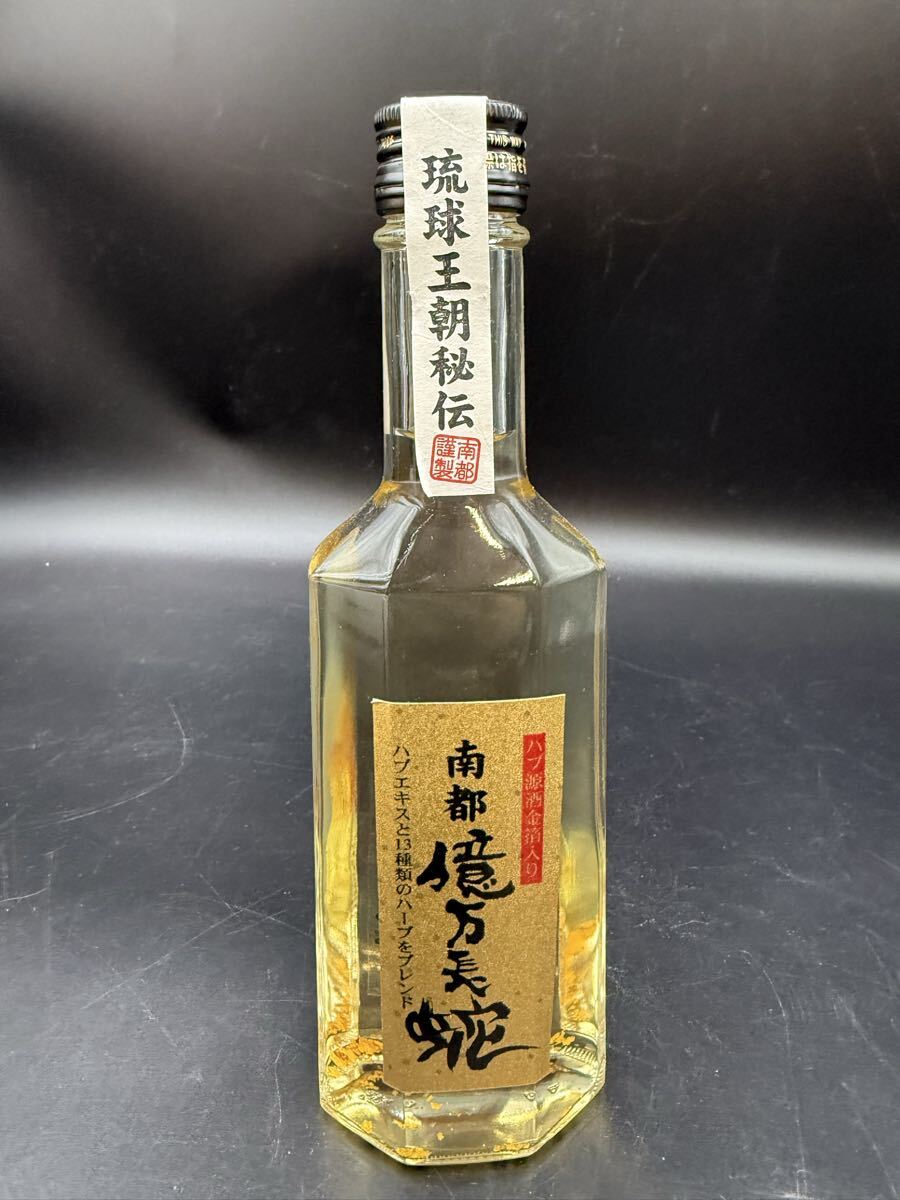 琉球王朝秘伝
南都謹製
THIS WAY
ハブ源酒金箔入り
南都
億万長蛇
ハブエキスと13種類のハーブをブレンド